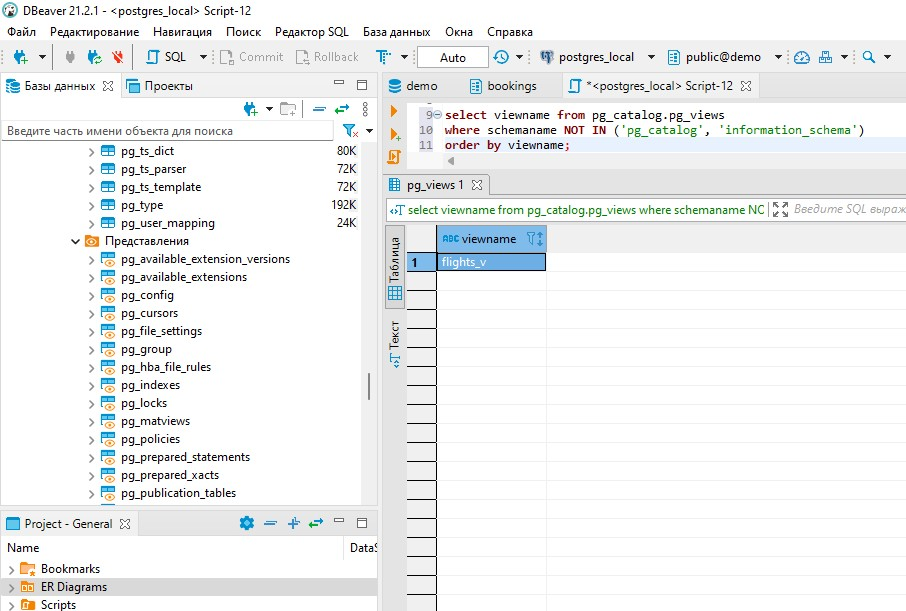 DBeaver 21.2.1 - <postgres_local> Script-12
Файл Редактирование Навигация Поиск Редактор SQL База данных Окна Справка
SQL Commit Rollback T Auto postgres_local public@demo
Базы данных Проекты
demo bookings *<postgres_local> Script-12
Введите часть имени объекта для поиска
pg_ts_dict 80K
pg_ts_parser 72K
pg_ts_template 72K
pg_type 192K
pg_user_mapping 24K
Представления
pg_available_extension_versions
pg_available_extensions
pg_config
pg_cursors
pg_file_settings
pg_group
pg_hba_file_rules
pg_indexes
pg_locks
pg_matviews
pg_policies
pg_prepared_statements
pg_prepared_xacts
pg_publication_tables
Project - General
Name DataS
Bookmarks
ER Diagrams
Scripts
9 select viewname from pg_catalog.pg_views
10 where schemaname NOT IN ('pg_catalog', 'information_schema')
11 order by viewname;
pg_views 1
select viewname from pg_catalog.pg_views where schemaname NO Введите SQL выраж
Таблица
Текст
ABC viewname
1 flights_v